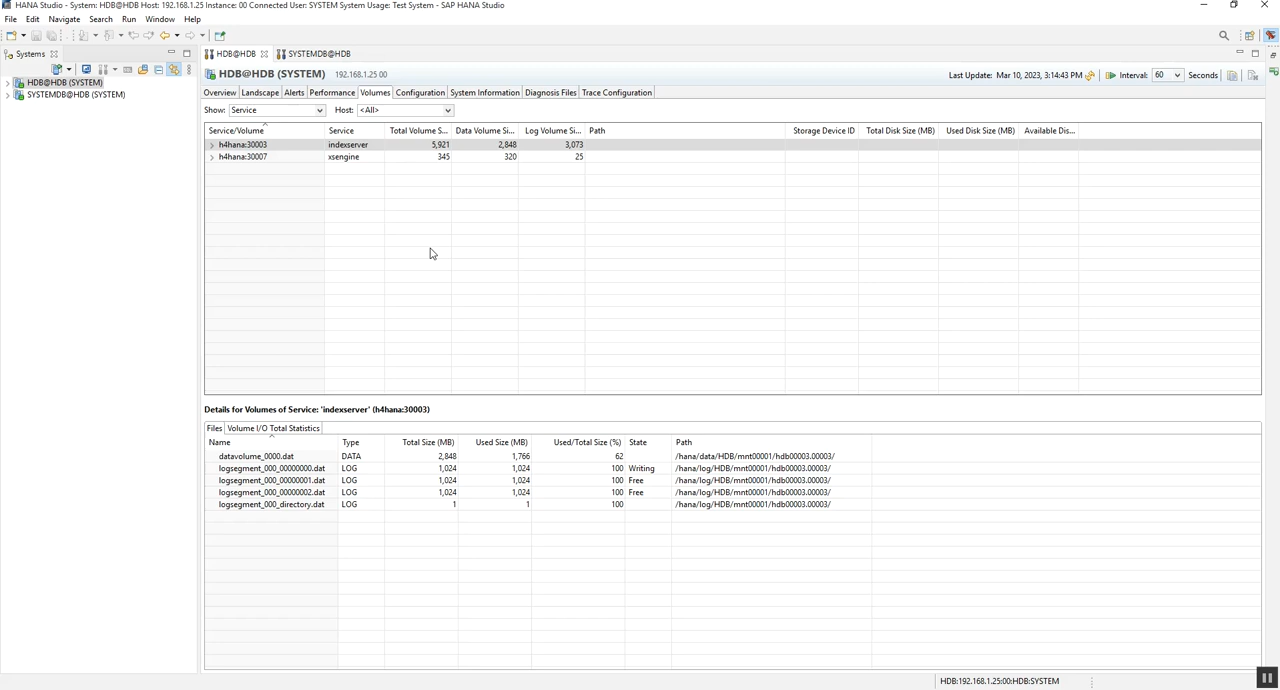 HANA Studio - System: HDB@HDB Host: 192.168.1.25 Instance: 00 Connected User: SYSTEM System Usage: Test System - SAP HANA Studio
File Edit Navigate Search Run Window Help
Systems
HDB@HDB SYSTEMDB@HDB
HDB@HDB (SYSTEM)
SYSTEMDB@HDB (SYSTEM)
HDB@HDB (SYSTEM) 192.168.1.25 00 Last Update: Mar 10, 2023, 3:14:43 PM Interval: 60 Seconds
Overview Landscape Alerts Performance Volumes Configuration System Information Diagnosis Files Trace Configuration
Show: Service Host: <All>
Service/Volume Service Total Volume S... Data Volume Si... Log Volume Si... Path Storage Device ID Total Disk Size (MB) Used Disk Size (MB) Available Dis...
h4hana:30003 indexserver 5,921 2,848 3,073
h4hana:30007 xsengine 345 320 25
Details for Volumes of Service: 'indexserver' (h4hana:30003)
Files Volume I/O Total Statistics
Name Type Total Size (MB) Used Size (MB) Used/Total Size (%) State Path
datavolume_0000.dat DATA 2,848 1,766 62 /hana/data/HDB/mnt00001/hdb00003.00003/
logsegment_000_00000000.dat LOG 1,024 1,024 100 Writing /hana/log/HDB/mnt00001/hdb00003.00003/
logsegment_000_00000001.dat LOG 1,024 1,024 100 Free /hana/log/HDB/mnt00001/hdb00003.00003/
logsegment_000_00000002.dat LOG 1,024 1,024 100 Free /hana/log/HDB/mnt00001/hdb00003.00003/
logsegment_000_directory.dat LOG 1 1 100 /hana/log/HDB/mnt00001/hdb00003.00003/
HDB:192.168.1.25:00:HDB:SYSTEM